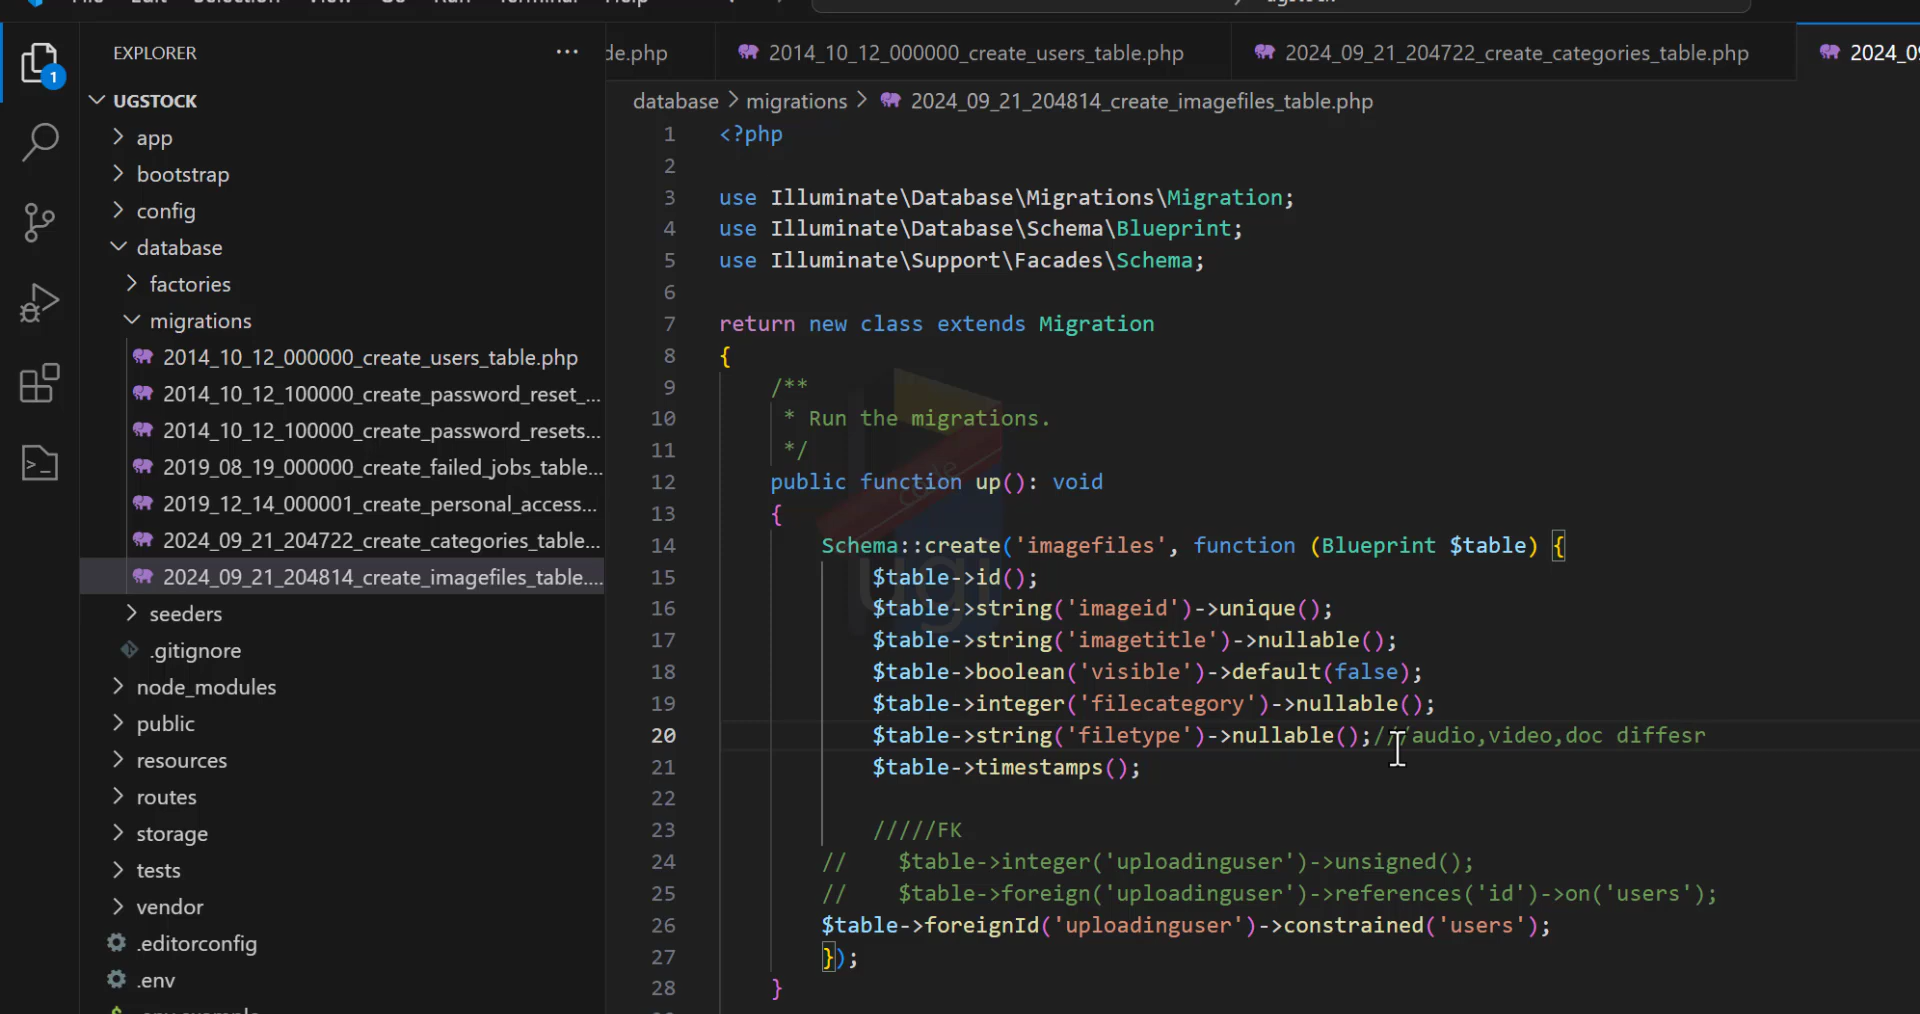 EXPLORER
···
1
UGSTOCK
app
bootstrap
config
database
factories
migrations
2014_10_12_000000_create_users_table.php
2014_10_12_100000_create_password_reset_...
2014_10_12_100000_create_password_resets...
2019_08_19_000000_create_failed_jobs_table...
2019_12_14_000001_create_personal_access...
2024_09_21_204722_create_categories_table...
2024_09_21_204814_create_imagefiles_table....
seeders
.gitignore
node_modules
public
resources
routes
storage
tests
vendor
.editorconfig
.env
de.php
2014_10_12_000000_create_users_table.php
2024_09_21_204722_create_categories_table.php
2024_09
database > migrations > 2024_09_21_204814_create_imagefiles_table.php
1 <?php
2
3 use Illuminate\Database\Migrations\Migration;
4 use Illuminate\Database\Schema\Blueprint;
5 use Illuminate\Support\Facades\Schema;
6
7 return new class extends Migration
8 {
9 /**
10 * Run the migrations.
11 */
12 public function up(): void
13 {
14 Schema::create('imagefiles', function (Blueprint $table) {
15 $table->id();
16 $table->string('imageid')->unique();
17 $table->string('imagetitle')->nullable();
18 $table->boolean('visible')->default(false);
19 $table->integer('filecategory')->nullable();
20 $table->string('filetype')->nullable();///audio,video,doc diffesr
21 $table->timestamps();
22
23 /////FK
24 // $table->integer('uploadinguser')->unsigned();
25 // $table->foreign('uploadinguser')->references('id')->on('users');
26 $table->foreignId('uploadinguser')->constrained('users');
27 });
28 }
code
ugi